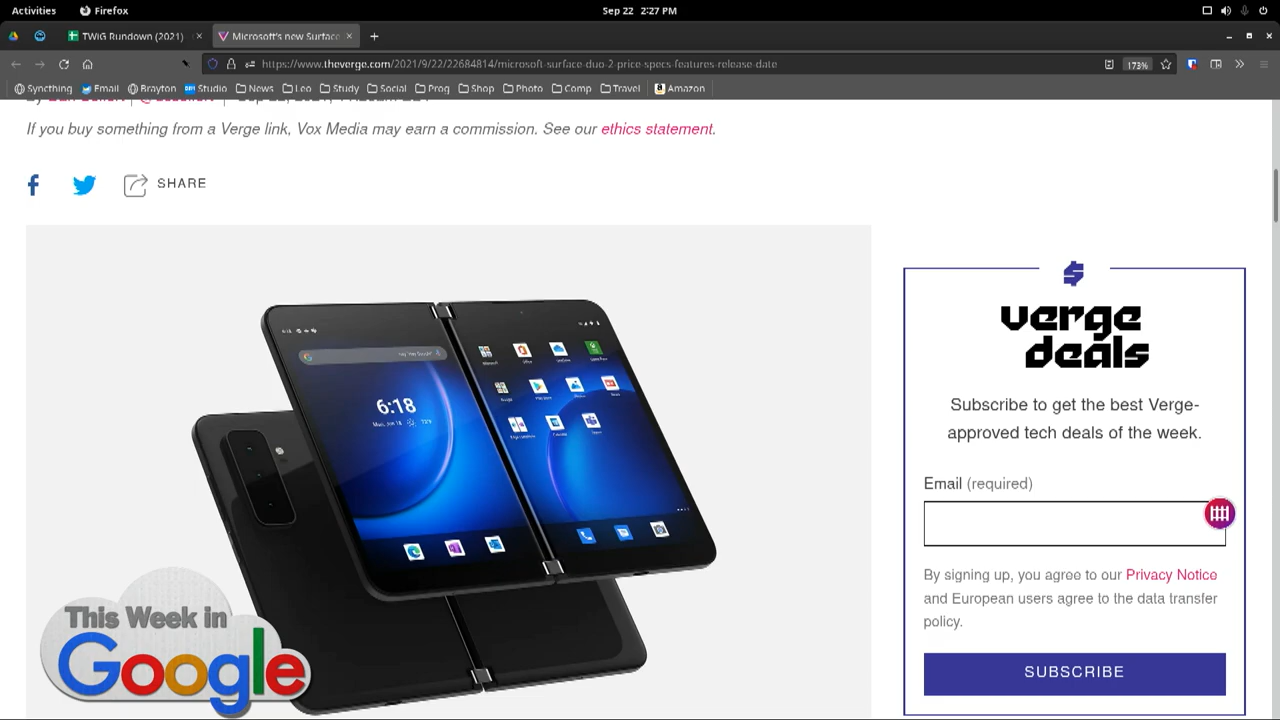 Activities Firefox Sep 22 2:27 PM
TWiG Rundown (2021) Microsoft's new Surface
https://www.theverge.com/2021/9/22/22684814/microsoft-surface-duo-2-price-specs-features-release-date 173%
Syncthing Email Brayton Studio News Leo Study Social Prog Shop Photo Comp Travel Amazon
If you buy something from a Verge link, Vox Media may earn a commission. See our ethics statement.
SHARE
6:18
verge
deals
Subscribe to get the best Verge-
approved tech deals of the week.
Email (required)
By signing up, you agree to our Privacy Notice
and European users agree to the data transfer
policy.
SUBSCRIBE
This Week in
Google